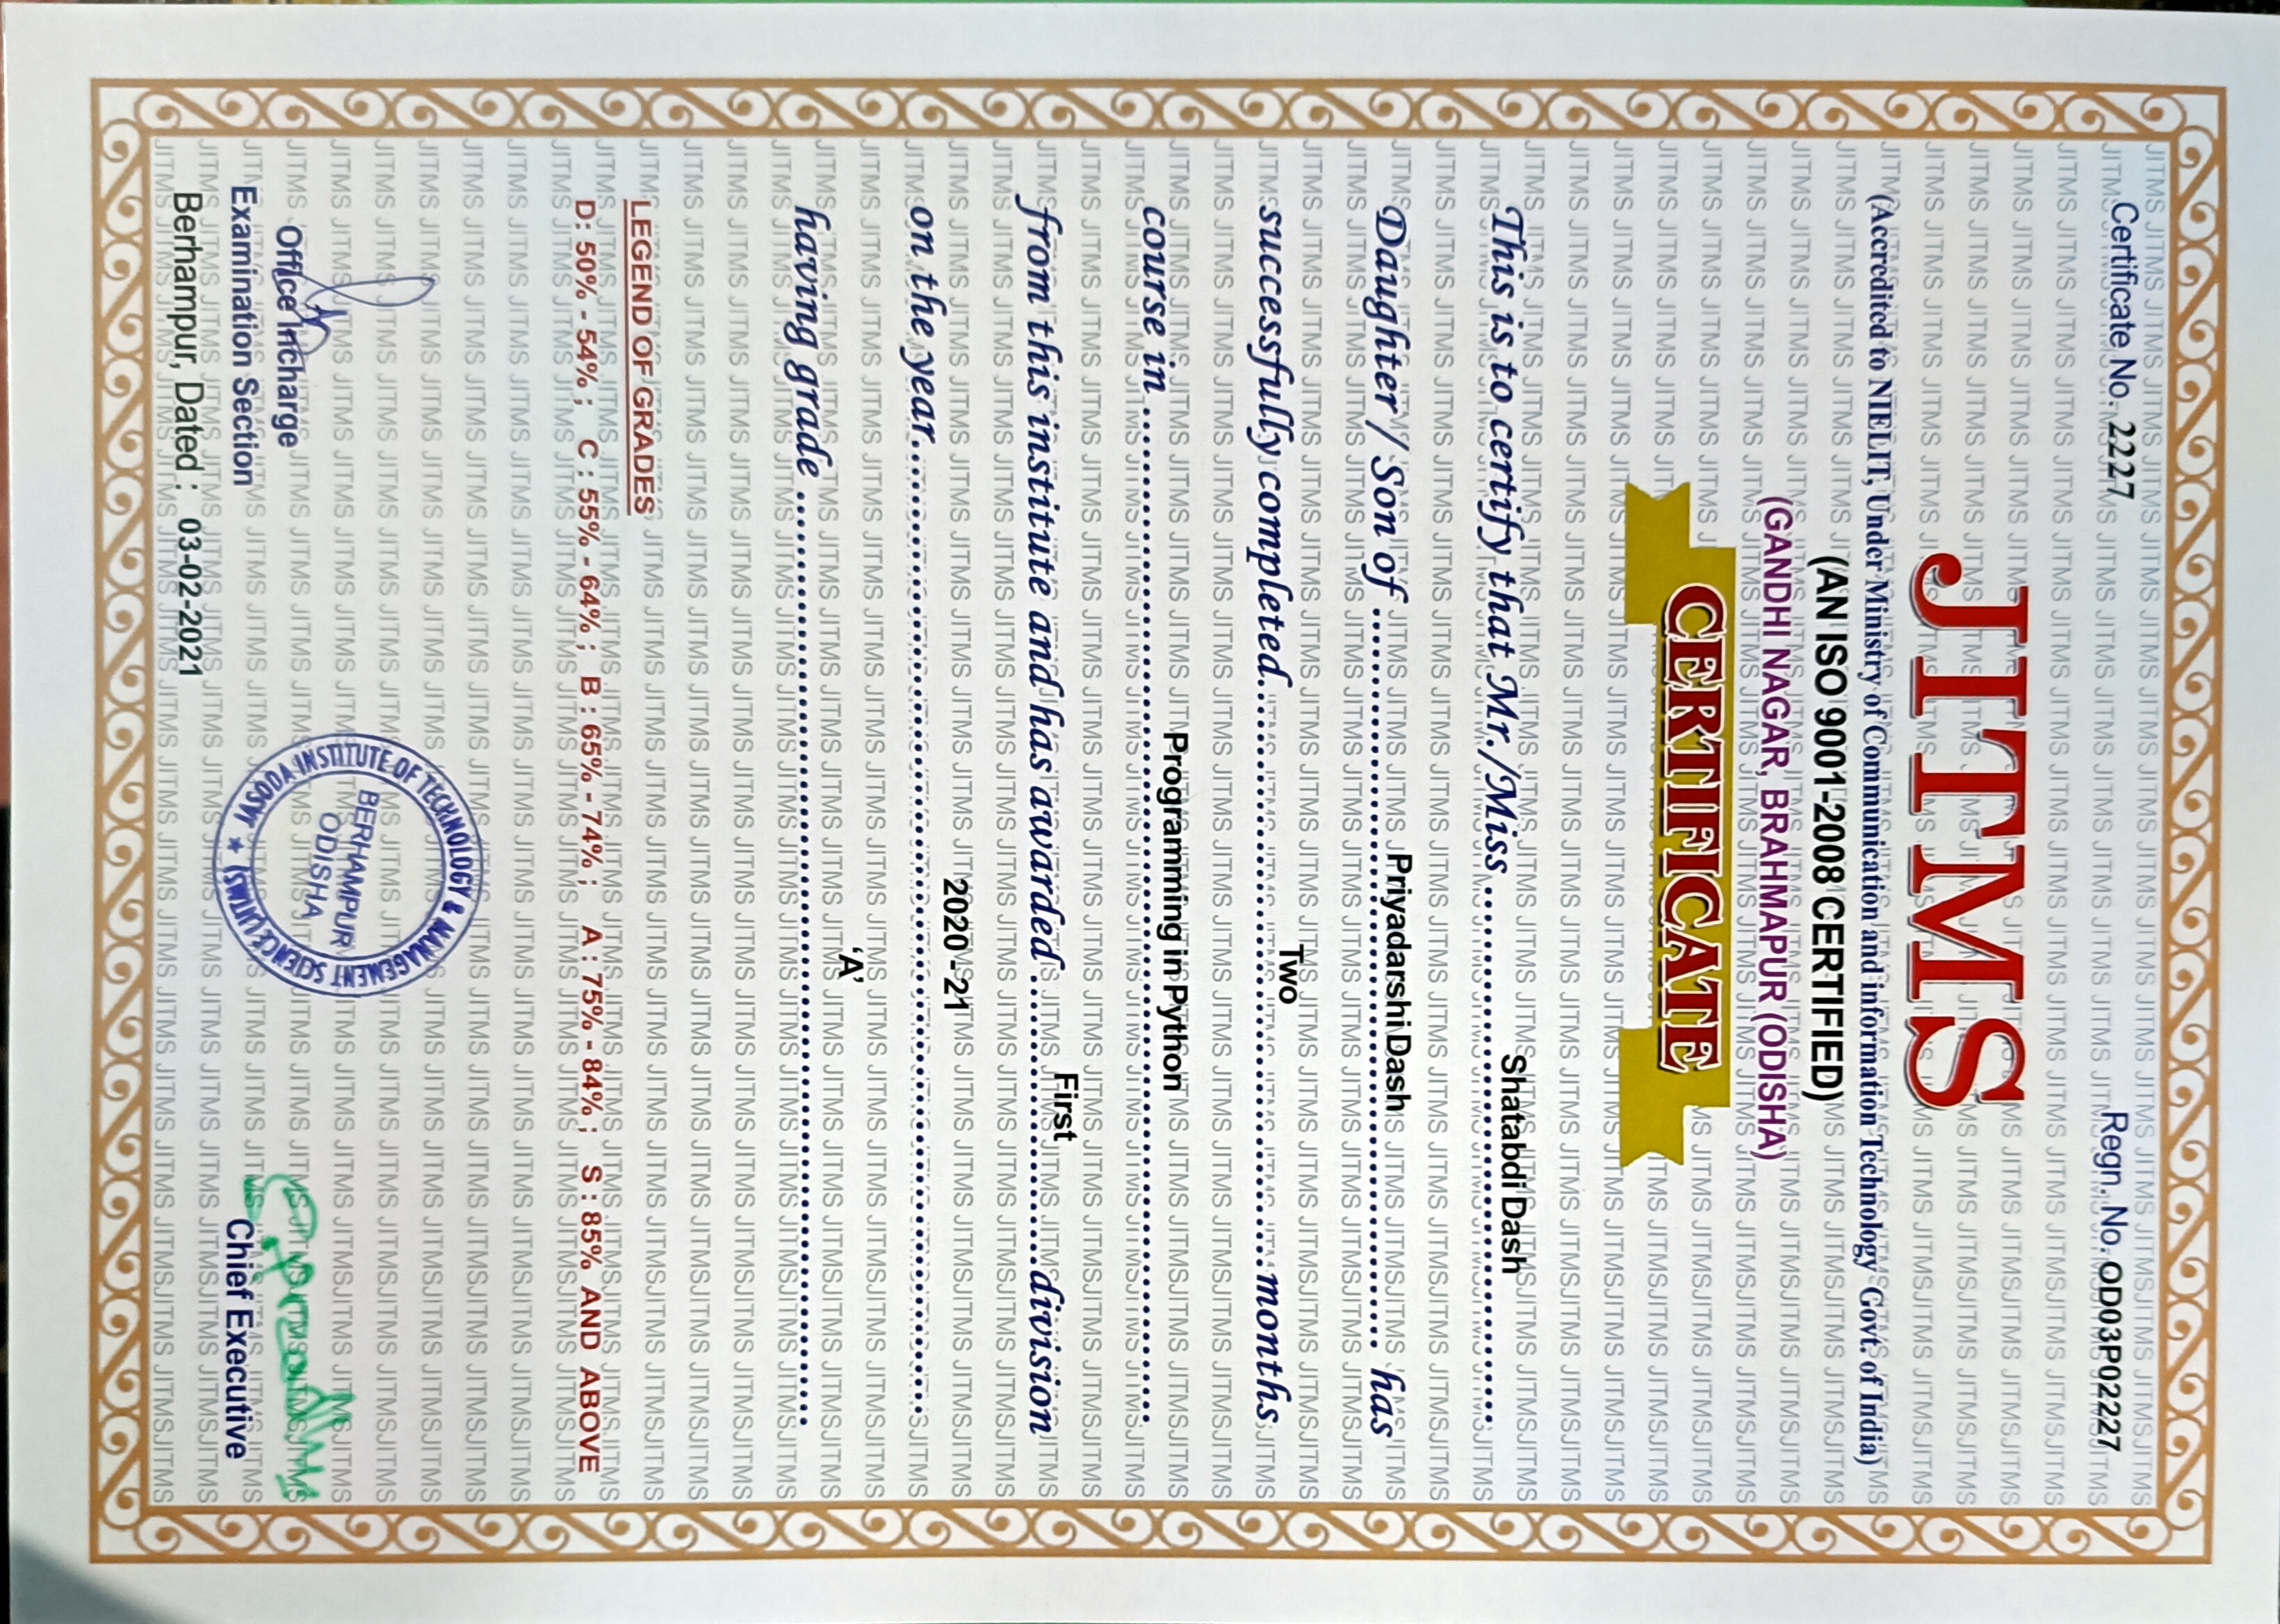 Certificate No. 2227
Regn. No. OD03P02227
JITMS
(Accredited to NIELIT, Under Ministry of Communication and information Technology Govt. of India)
(AN ISO 9001-2008 CERTIFIED)
(GANDHI NAGAR, BRAHMAPUR (ODISHA)
CERTIFICATE
This is to certify that Mr./Miss Shatabdi Dash
Daughter / Son of Priyadarshi Dash has
successfully completed Two months
course in Programming in Python
from this institute and has awarded First division
on the year 2020 - 21
having grade ‘A’
LEGEND OF GRADES
D: 50% - 54% ; C : 55% - 64% ; B : 65% - 74% ; A : 75% - 84% ; S : 85% AND ABOVE
JASODA INSTITUTE OF TECHNOLOGY & MANAGEMENT SCIENCE (JITMS) ★
BERHAMPUR
ODISHA
Office Incharge
Examination Section
Chief Executive
Berhampur, Dated : 03-02-2021